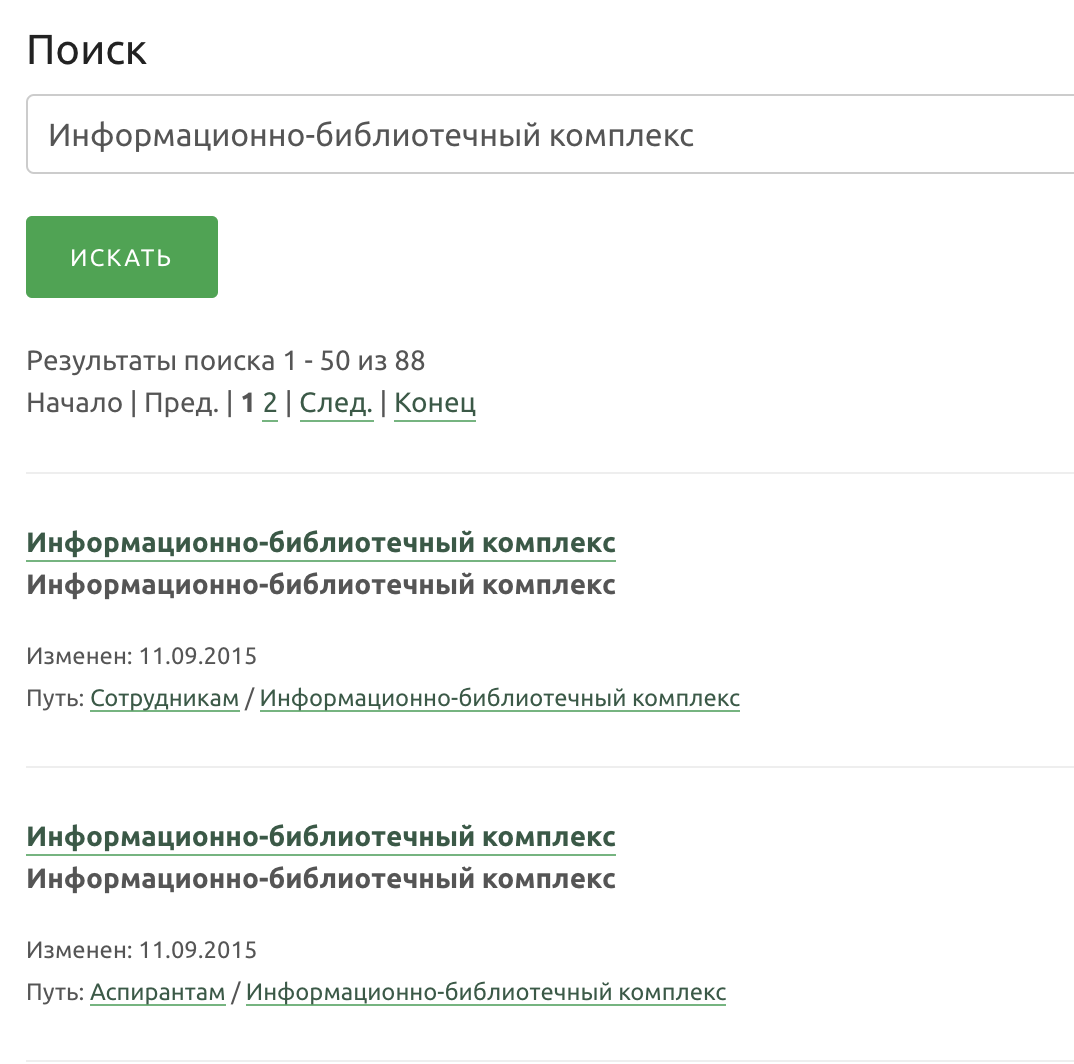 Поиск
Информационно-библиотечный комплекс
ИСКАТЬ
Результаты поиска 1 - 50 из 88
Начало | Пред. | 1 2 | След. | Конец
Информационно-библиотечный комплекс
Информационно-библиотечный комплекс
Изменен: 11.09.2015
Путь: Сотрудникам / Информационно-библиотечный комплекс
Информационно-библиотечный комплекс
Информационно-библиотечный комплекс
Изменен: 11.09.2015
Путь: Аспирантам / Информационно-библиотечный комплекс